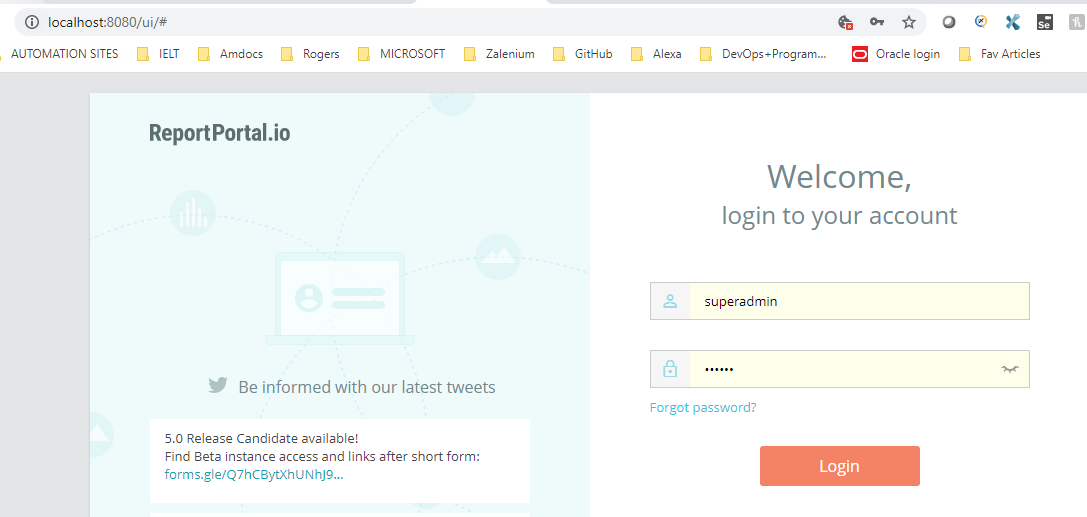 localhost:8080/ui/#
Se
AUTOMATION SITES IELT Amdocs Rogers MICROSOFT Zalenium GitHub Alexa DevOps+Program... Oracle login Fav Articles
ReportPortal.io
Welcome,
login to your account
superadmin
••••••
Forgot password?
Login
Be informed with our latest tweets
5.0 Release Candidate available!
Find Beta instance access and links after short form:
forms.gle/Q7hCBytXhUNhJ9...